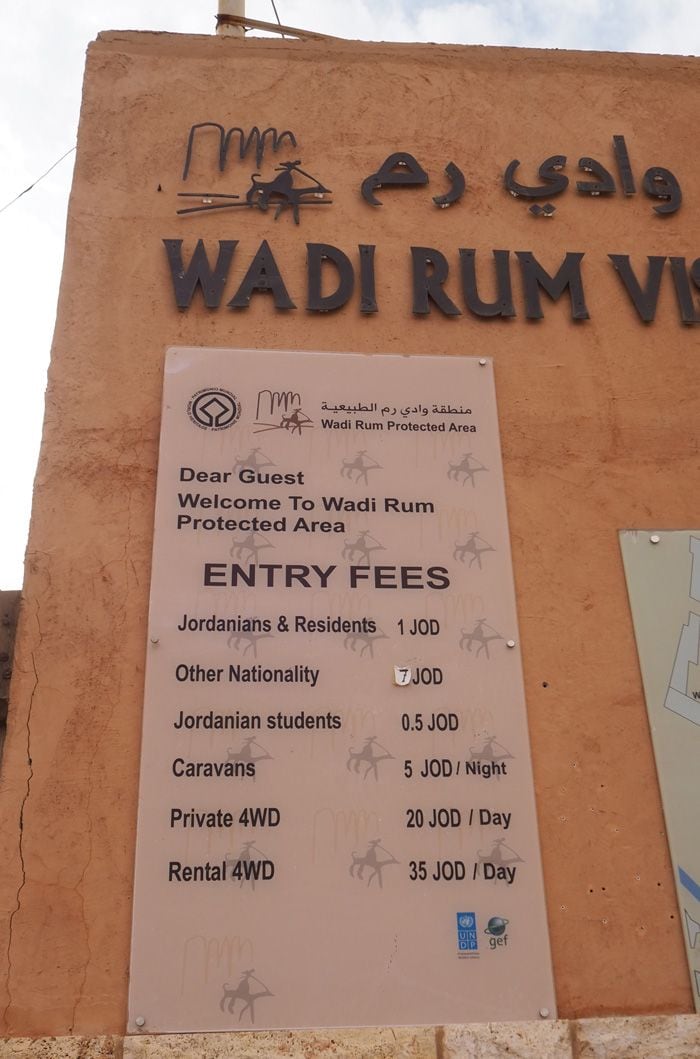 وادي رم
WADI RUM VIS
منطقة وادي رم الطبيعية
Wadi Rum Protected Area
Dear Guest
Welcome To Wadi Rum
Protected Area
ENTRY FEES
Jordanians & Residents 1 JOD
Other Nationality 7 JOD
Jordanian students 0.5 JOD
Caravans 5 JOD / Night
Private 4WD 20 JOD / Day
Rental 4WD 35 JOD / Day
UN
DP
gef